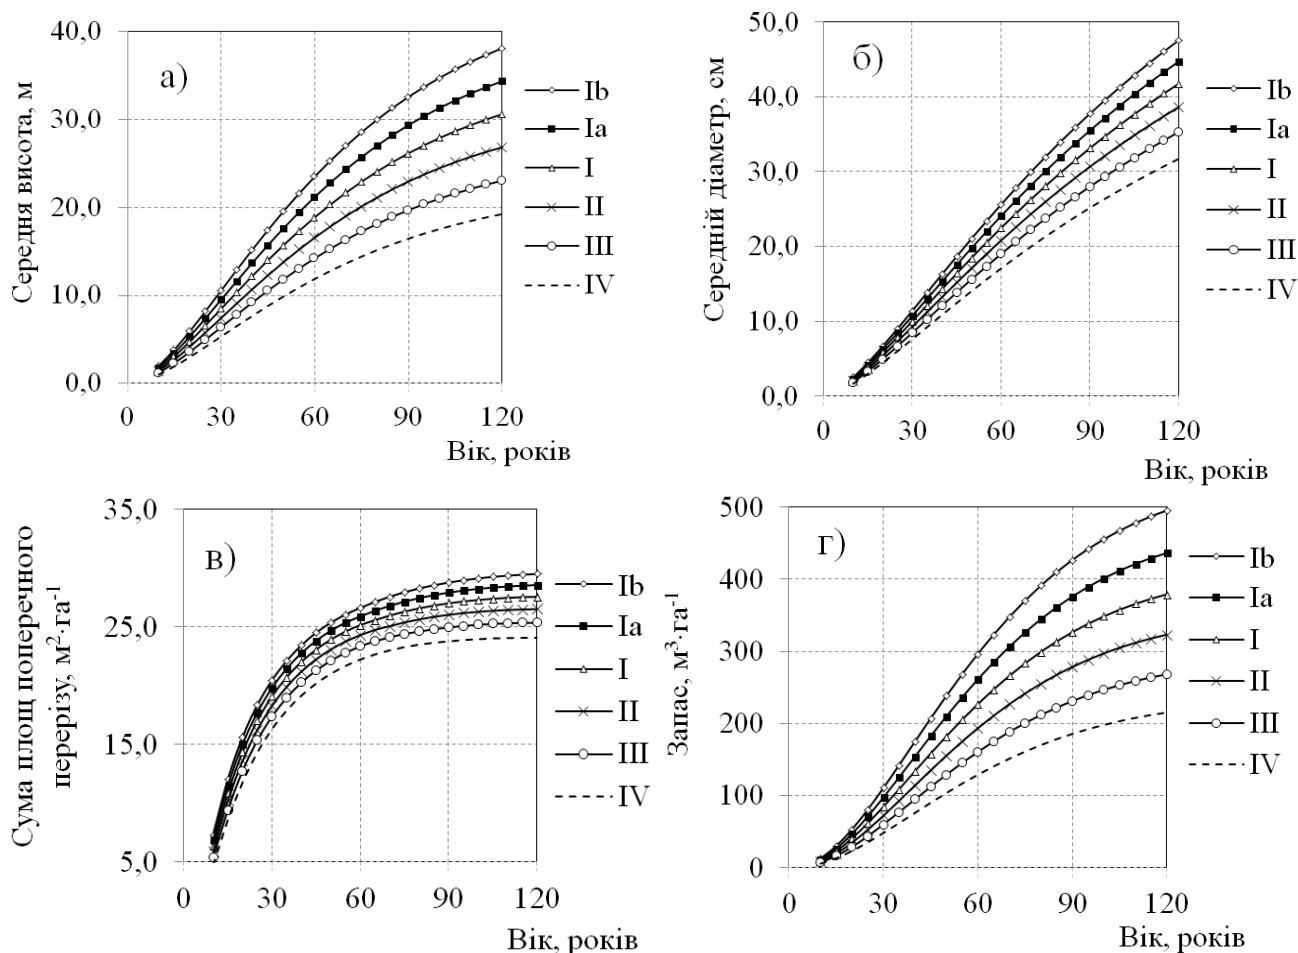 а)
Середня висота, м
40,0
30,0
20,0
10,0
0,0
0 30 60 90 120
Вік, років
Ib
Ia
I
II
III
IV
б)
Середній діаметр, см
50,0
40,0
30,0
20,0
10,0
0,0
0 30 60 90 120
Вік, років
Ib
Ia
I
II
III
IV
в)
Сума площ поперечного
перерізу, м²·га⁻¹
35,0
25,0
15,0
5,0
0 30 60 90 120
Вік, років
Ib
Ia
I
II
III
IV
г)
Запас, м³·га⁻¹
500
400
300
200
100
0
0 30 60 90 120
Вік, років
Ib
Ia
I
II
III
IV